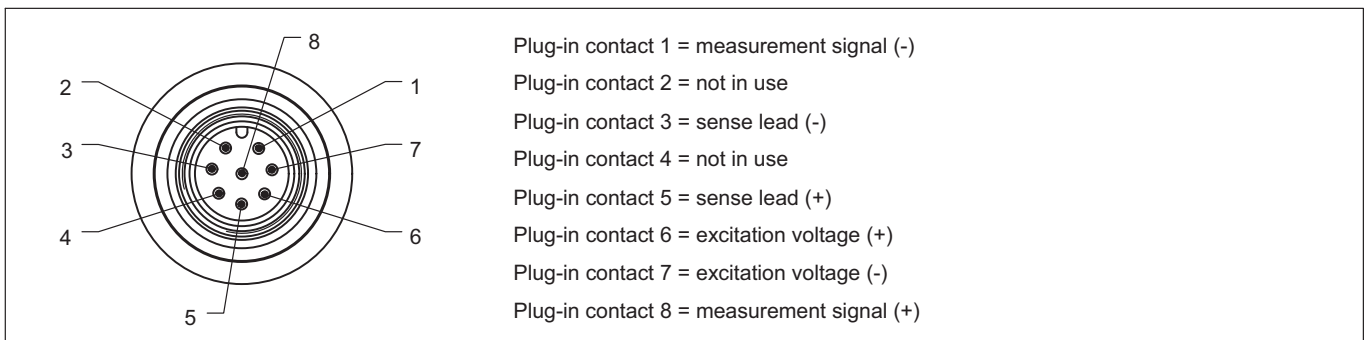 8
2
1
3
7
4
6
5
Plug-in contact 1 = measurement signal (-)
Plug-in contact 2 = not in use
Plug-in contact 3 = sense lead (-)
Plug-in contact 4 = not in use
Plug-in contact 5 = sense lead (+)
Plug-in contact 6 = excitation voltage (+)
Plug-in contact 7 = excitation voltage (-)
Plug-in contact 8 = measurement signal (+)